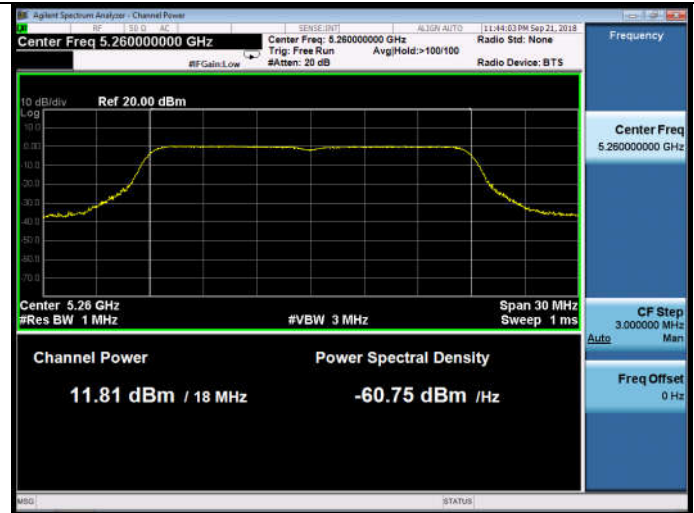 Agilent Spectrum Analyzer - Channel Power
RF 50 Ω AC SENSE:INT ALIGN AUTO 11:44:03 PM Sep 21, 2018
Center Freq 5.260000000 GHz
Center Freq: 5.260000000 GHz
Radio Std: None
Trig: Free Run Avg|Hold:>100/100
#IFGain:Low #Atten: 20 dB Radio Device: BTS
Frequency
10 dB/div Ref 20.00 dBm
Log
10.0
0.00
-10.0
-20.0
-30.0
-40.0
-50.0
-60.0
-70.0
Center 5.26 GHz Span 30 MHz
#Res BW 1 MHz #VBW 3 MHz Sweep 1 ms
Channel Power Power Spectral Density
11.81 dBm / 18 MHz -60.75 dBm /Hz
Center Freq
5.260000000 GHz
CF Step
3.000000 MHz
Auto Man
Freq Offset
0 Hz
MSG STATUS